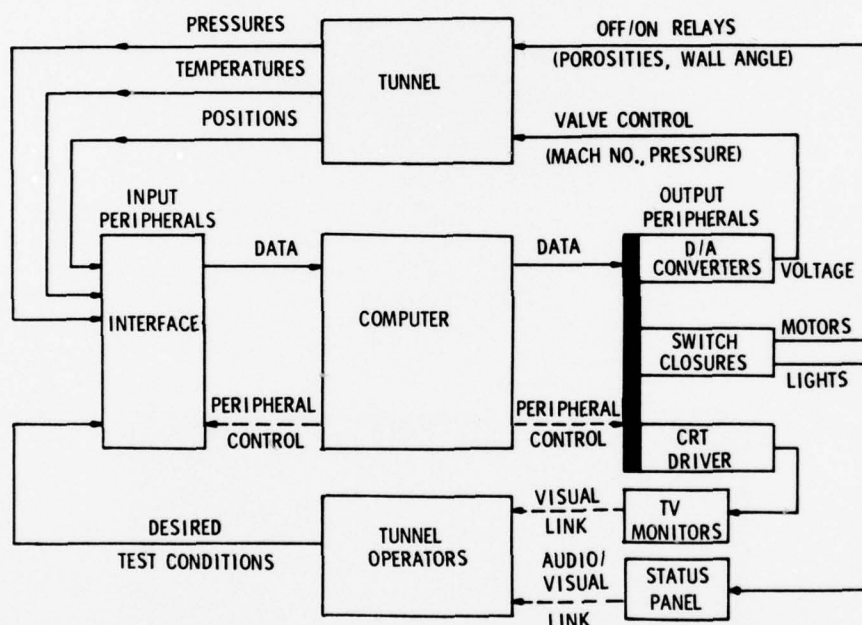 PRESSURES
TEMPERATURES
POSITIONS
TUNNEL
OFF/ON RELAYS
(POROSITIES, WALL ANGLE)
VALVE CONTROL
(MACH NO., PRESSURE)
INPUT
PERIPHERALS
OUTPUT
PERIPHERALS
INTERFACE
DATA
COMPUTER
DATA
D/A
CONVERTERS
VOLTAGE
SWITCH
CLOSURES
MOTORS
LIGHTS
PERIPHERAL
CONTROL
PERIPHERAL
CONTROL
CRT
DRIVER
DESIRED
TEST CONDITIONS
TUNNEL
OPERATORS
VISUAL
LINK
TV
MONITORS
AUDIO/
VISUAL
LINK
STATUS
PANEL